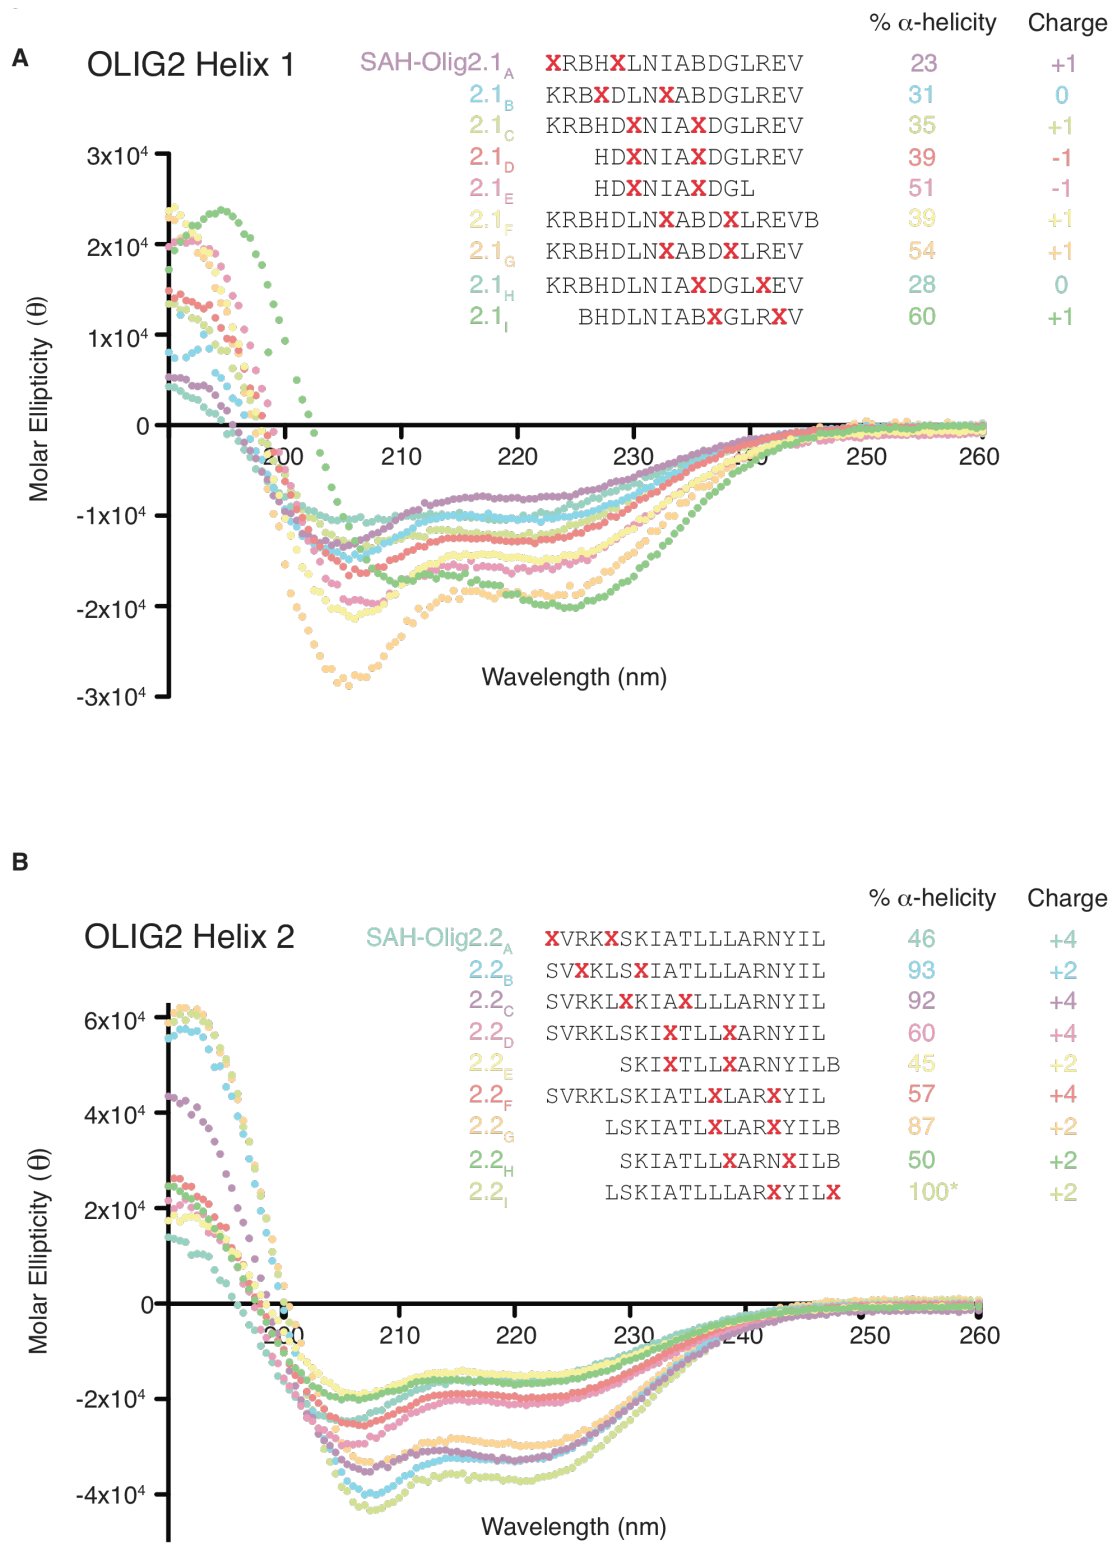 % α-helicity Charge
A OLIG2 Helix 1 SAH-Olig2.1A XRBHXLNIABDGLREV 23 +1
2.1B KRBXDLNXABDGLREV 31 0
2.1C KRBHDXNIAXDGLREV 35 +1
3x10⁴ 2.1D HDXNIAXDGLREV 39 -1
2.1E HDXNIAXDGL 51 -1
2.1F KRBHDLNXABDXLREVB 39 +1
2x10⁴ 2.1G KRBHDLNXABDXLREV 54 +1
2.1H KRBHDLNIAXDGLXEV 28 0
2.1I BHDLNIABXGLRXV 60 +1
1x10⁴
Molar Ellipticity (θ)
0
200 210 220 230 240 250 260
-1x10⁴
-2x10⁴
Wavelength (nm)
-3x10⁴
B
% α-helicity Charge
OLIG2 Helix 2 SAH-Olig2.2A XVRKXSKIATLLLARNYIL 46 +4
2.2B SVXKLSXIATLLLARNYIL 93 +2
2.2C SVRKLXKIAXLLLARNYIL 92 +4
6x10⁴ 2.2D SVRKLSKIXTLLXARNYIL 60 +4
2.2E SKIXTLLXARNYILB 45 +2
2.2F SVRKLSKIATLXLARXYIL 57 +4
4x10⁴ 2.2G LSKIATLXLARXYILB 87 +2
2.2H SKIATLLXARNXILB 50 +2
2.2I LSKIATLLLARXYILX 100* +2
2x10⁴
Molar Ellipticity (θ)
0
200 210 220 230 240 250 260
-2x10⁴
-4x10⁴
Wavelength (nm)